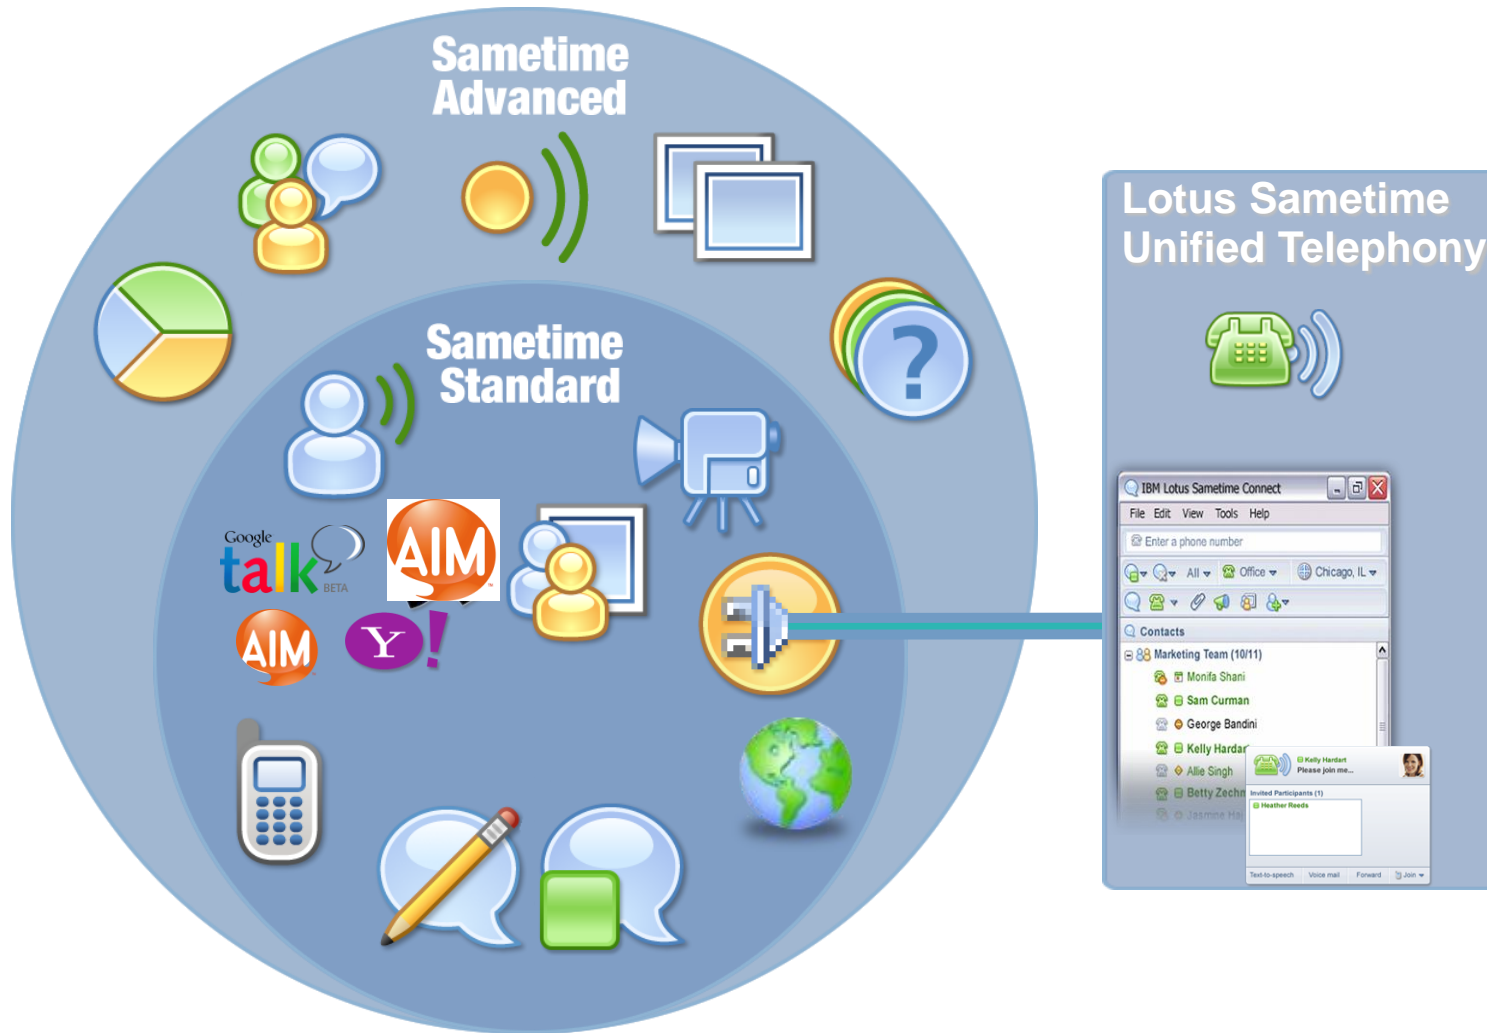 Sametime
Advanced
Sametime
Standard
?
Google
talk
BETA
AIM
AIM
Y!
Lotus Sametime
Unified Telephony
IBM Lotus Sametime Connect
File Edit View Tools Help
Enter a phone number
All Office Chicago, IL
Contacts
Marketing Team (10/11)
Monifa Shani
Sam Curman
George Bandini
Kelly Hardart
Allie Singh
Betty Zechm
Jasmine Haj
Kelly Hardart
Please join me...
Invited Participants (1)
Heather Reeds
Text-to-speech Voice mail Forward Join